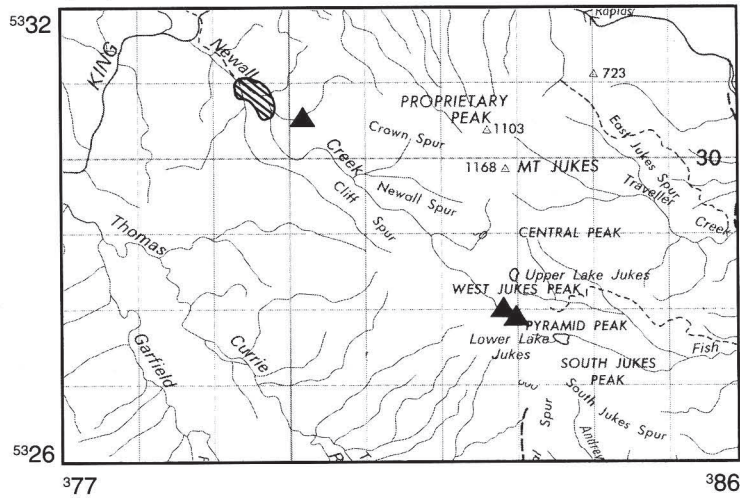 5332
Rapids
KING
Newall
723
PROPRIETARY
PEAK
1103
Crown Spur
East Jukes Spur
30
Creek
1168
MT JUKES
Traveller
Creek
Newall Spur
Cliff
Spur
Thomas
CENTRAL PEAK
Upper Lake Jukes
WEST JUKES PEAK
PYRAMID PEAK
Lower Lake
Jukes
Fish
Garfield
Currie
SOUTH JUKES
PEAK
South Jukes Spur
Spur
Andrew
5326
377
386